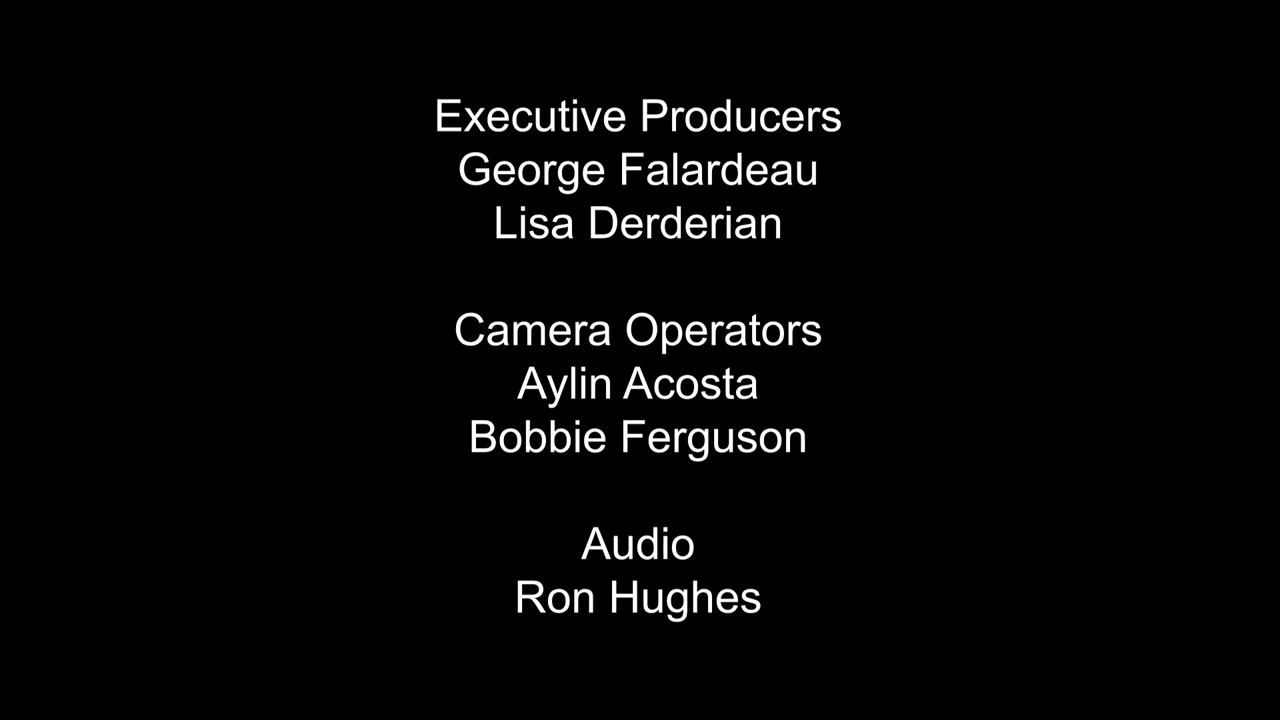 Executive Producers
George Falardeau
Lisa Derderian
Camera Operators
Aylin Acosta
Bobbie Ferguson
Audio
Ron Hughes